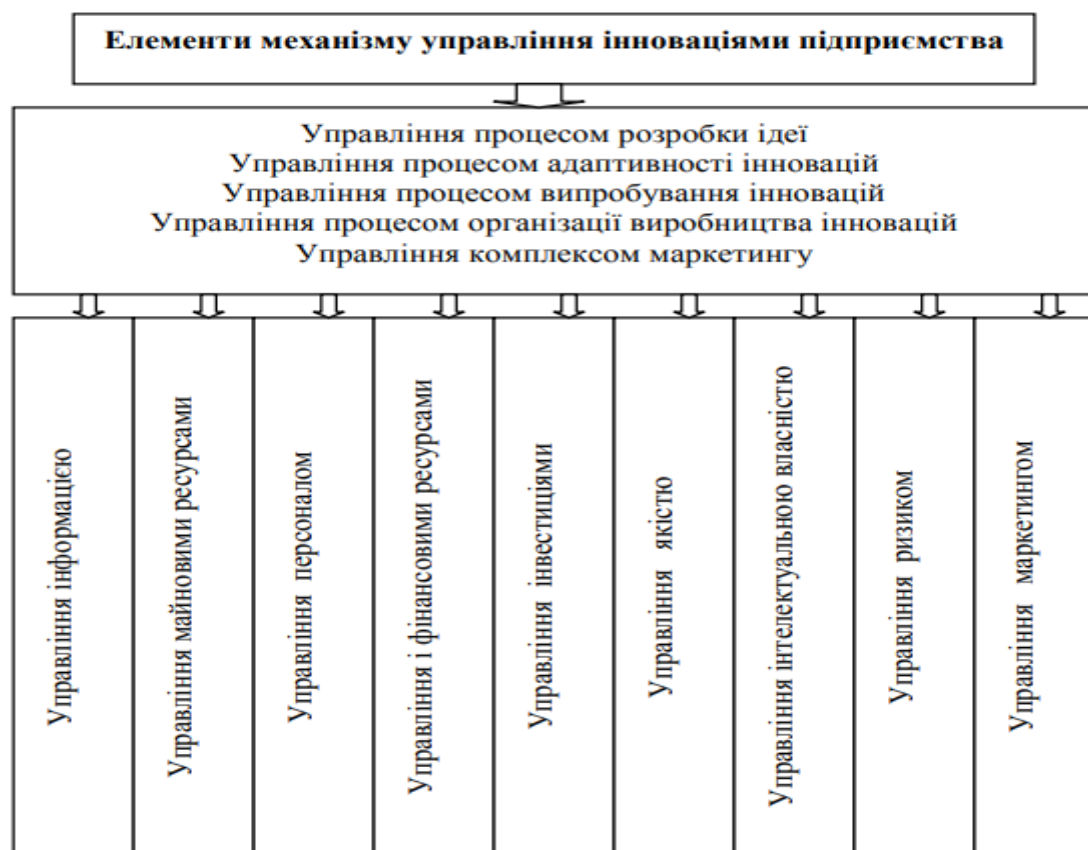 Елементи механізму управління інноваціями підприємства
Управління процесом розробки ідеї
Управління процесом адаптивності інновацій
Управління процесом випробування інновацій
Управління процесом організації виробництва інновацій
Управління комплексом маркетингу
Управління інформацією
Управління майновими ресурсами
Управління персоналом
Управління і фінансовими ресурсами
Управління інвестиціями
Управління якістю
Управління інтелектуальною власністю
Управління ризиком
Управління маркетингом